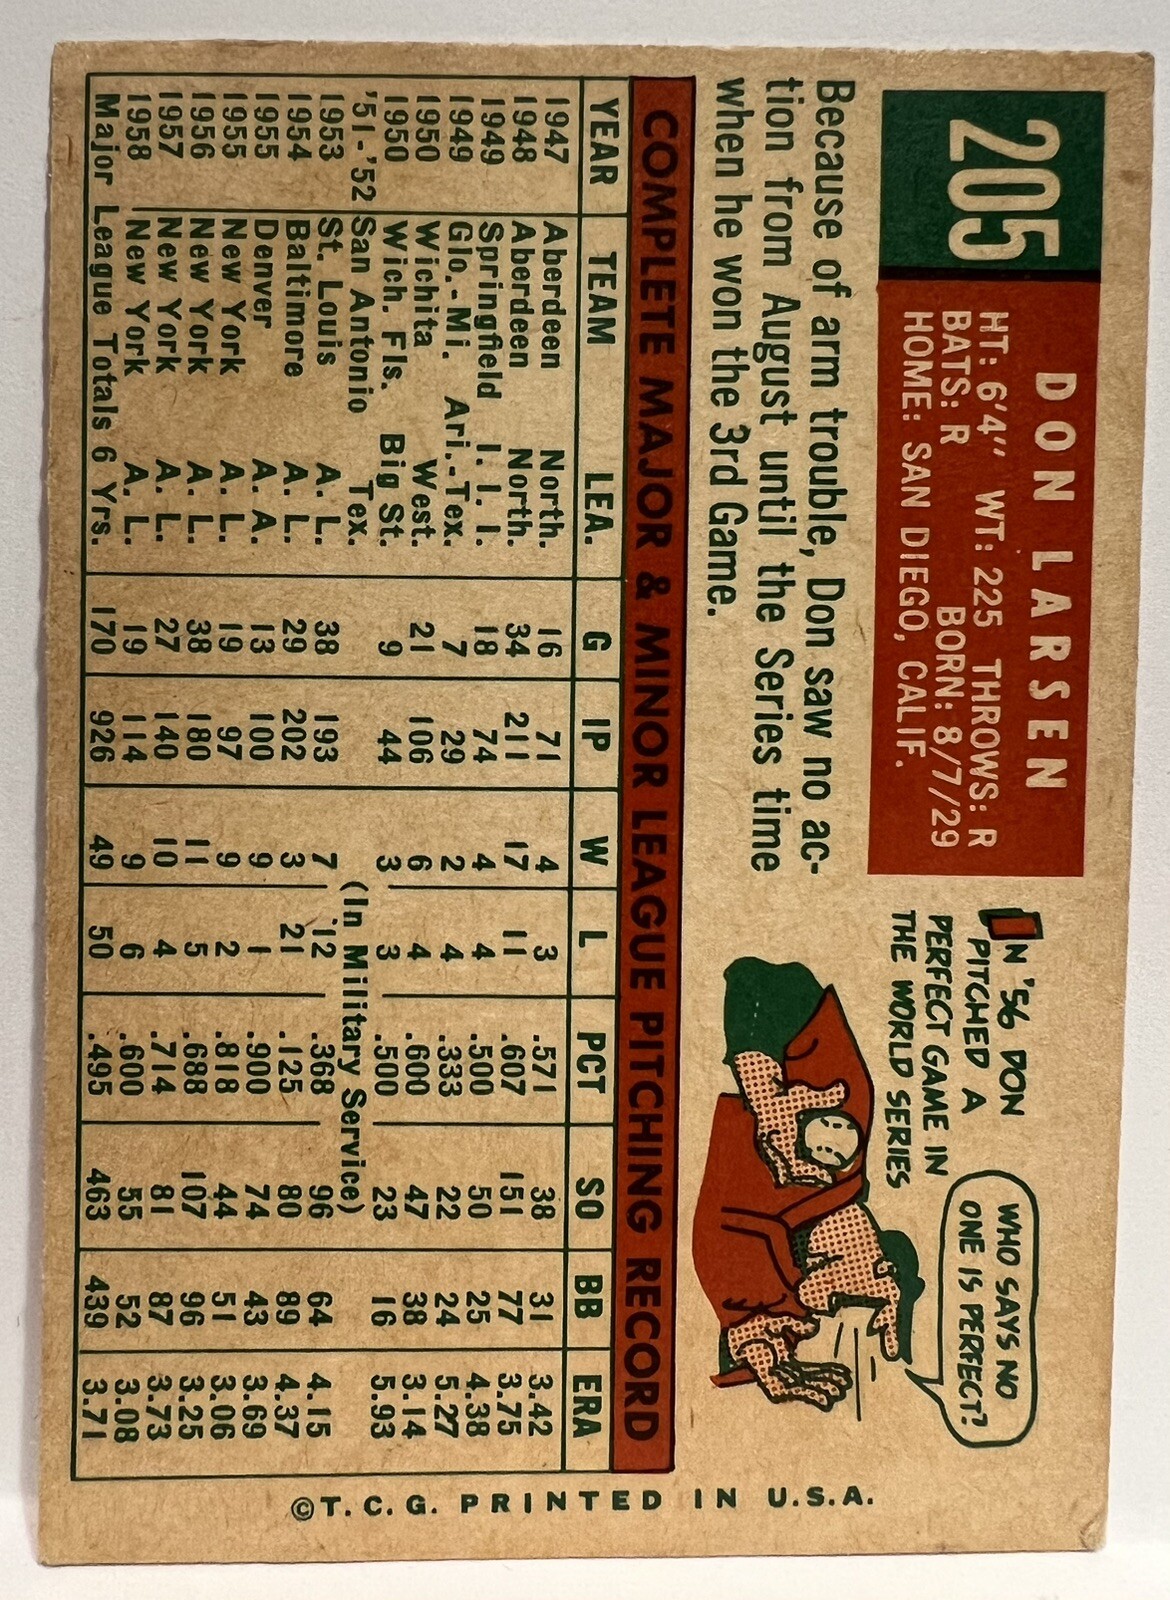 205
DON LARSEN
HT: 6'4" WT: 225 THROWS: R
BATS: R BORN: 8/7/29
HOME: SAN DIEGO, CALIF.
Because of arm trouble, Don saw no ac-
tion from August until the Series time
when he won the 3rd Game.
IN '56 DON
PITCHED A
PERFECT GAME IN
THE WORLD SERIES
WHO SAYS NO
ONE IS PERFECT?
COMPLETE MAJOR & MINOR LEAGUE PITCHING RECORD
YEAR TEAM LEA. G IP W L PCT SO BB ERA
1947 Aberdeen North. 16 71 4 3 .571 38 31 3.42
1948 Aberdeen North. 34 211 17 11 .607 151 77 3.75
1949 Springfield I. I. I. 18 74 4 4 .500 50 25 4.38
1949 Glo.-Mi. Ari.-Tex. 7 29 2 4 .333 22 24 5.27
1950 Wichita West. 21 106 6 4 .600 47 38 3.14
1950 Wich. Fls. Big St. 9 44 3 3 .500 23 16 5.93
'51-'52 San Antonio Tex. (In Military Service)
1953 St. Louis A. L. 38 193 7 12 .368 96 64 4.15
1954 Baltimore A. L. 29 202 3 21 .125 80 89 4.37
1955 Denver A. A. 13 100 9 1 .900 74 43 3.69
1955 New York A. L. 19 97 9 2 .818 44 51 3.06
1956 New York A. L. 38 180 11 5 .688 107 96 3.25
1957 New York A. L. 27 140 10 4 .714 81 87 3.73
1958 New York A. L. 19 114 9 6 .600 55 52 3.08
Major League Totals 6 Yrs. 170 926 49 50 .495 463 439 3.71
©T.C.G. PRINTED IN U.S.A.